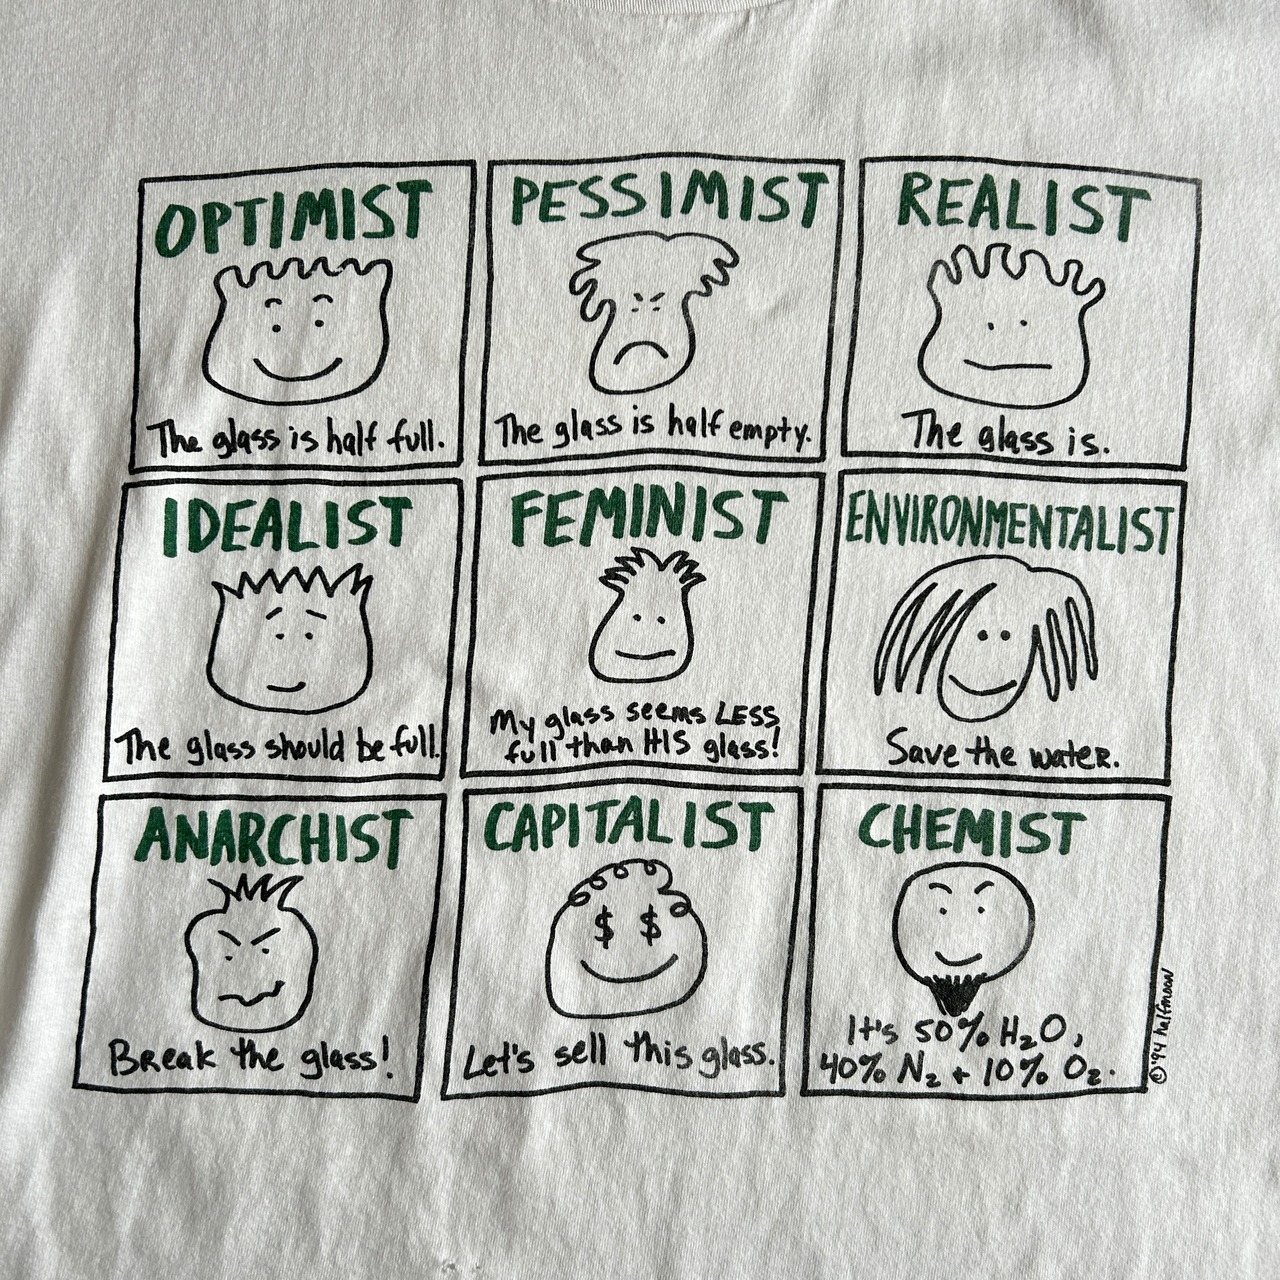 OPTIMIST
The glass is half full.
PESSIMIST
The glass is half empty.
REALIST
The glass is.
IDEALIST
The glass should be full.
FEMINIST
My glass seems LESS
full than HIS glass!
ENVIRONMENTALIST
Save the water.
ANARCHIST
Break the glass!
CAPITALIST
$ $
Let's sell this glass.
CHEMIST
It's 50% H₂O,
40% N₂ + 10% O₂.
©'94 halfmoon